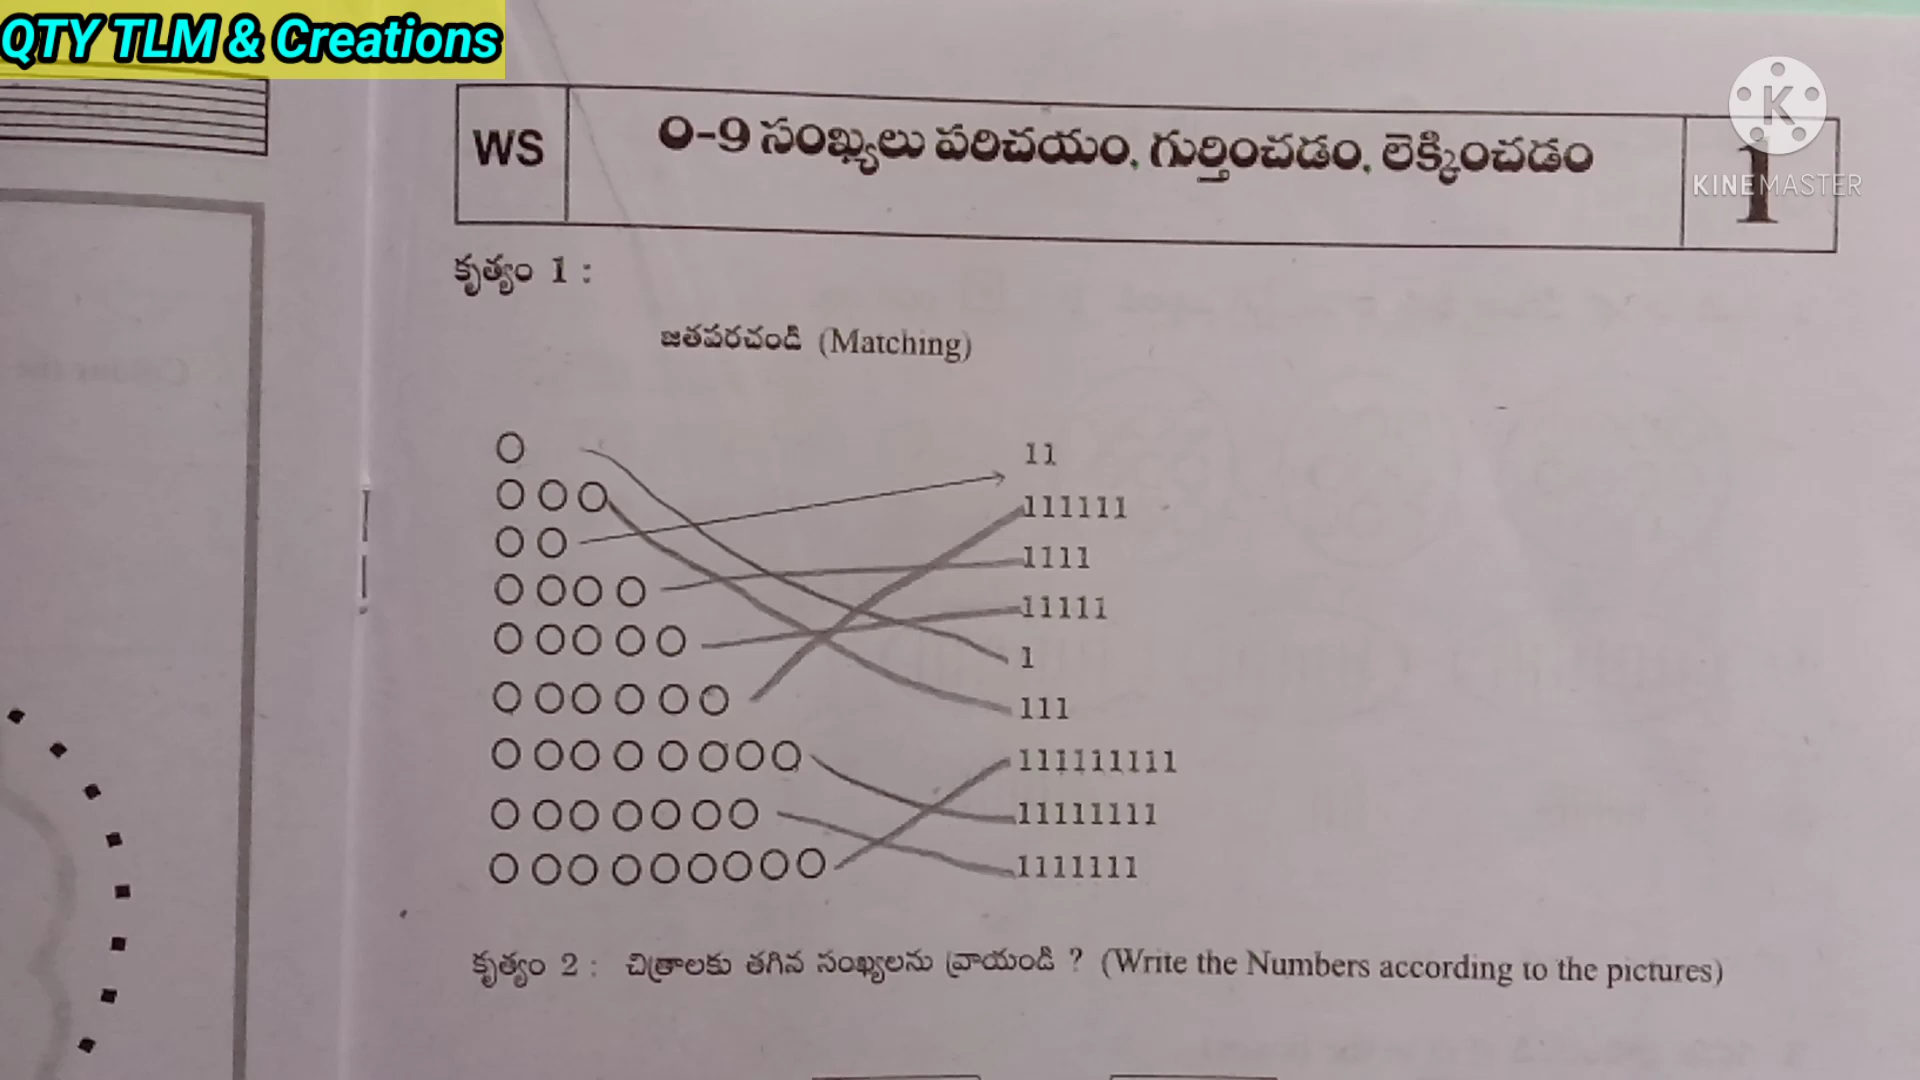 QTY TLM & Creations
WS
0-9 సంఖ్యలు పరిచయం, గుర్తించడం, లెక్కించడం
1
KINEMASTER
కృత్యం 1 :
జతపరచండి (Matching)
O 11
O O O 111111
O O 1111
O O O O 11111
O O O O O 1
O O O O O O 111
O O O O O O O O 111111111
O O O O O O O 11111111
O O O O O O O O O 1111111
కృత్యం 2 : చిత్రాలకు తగిన సంఖ్యలను వ్రాయండి ? (Write the Numbers according to the pictures)